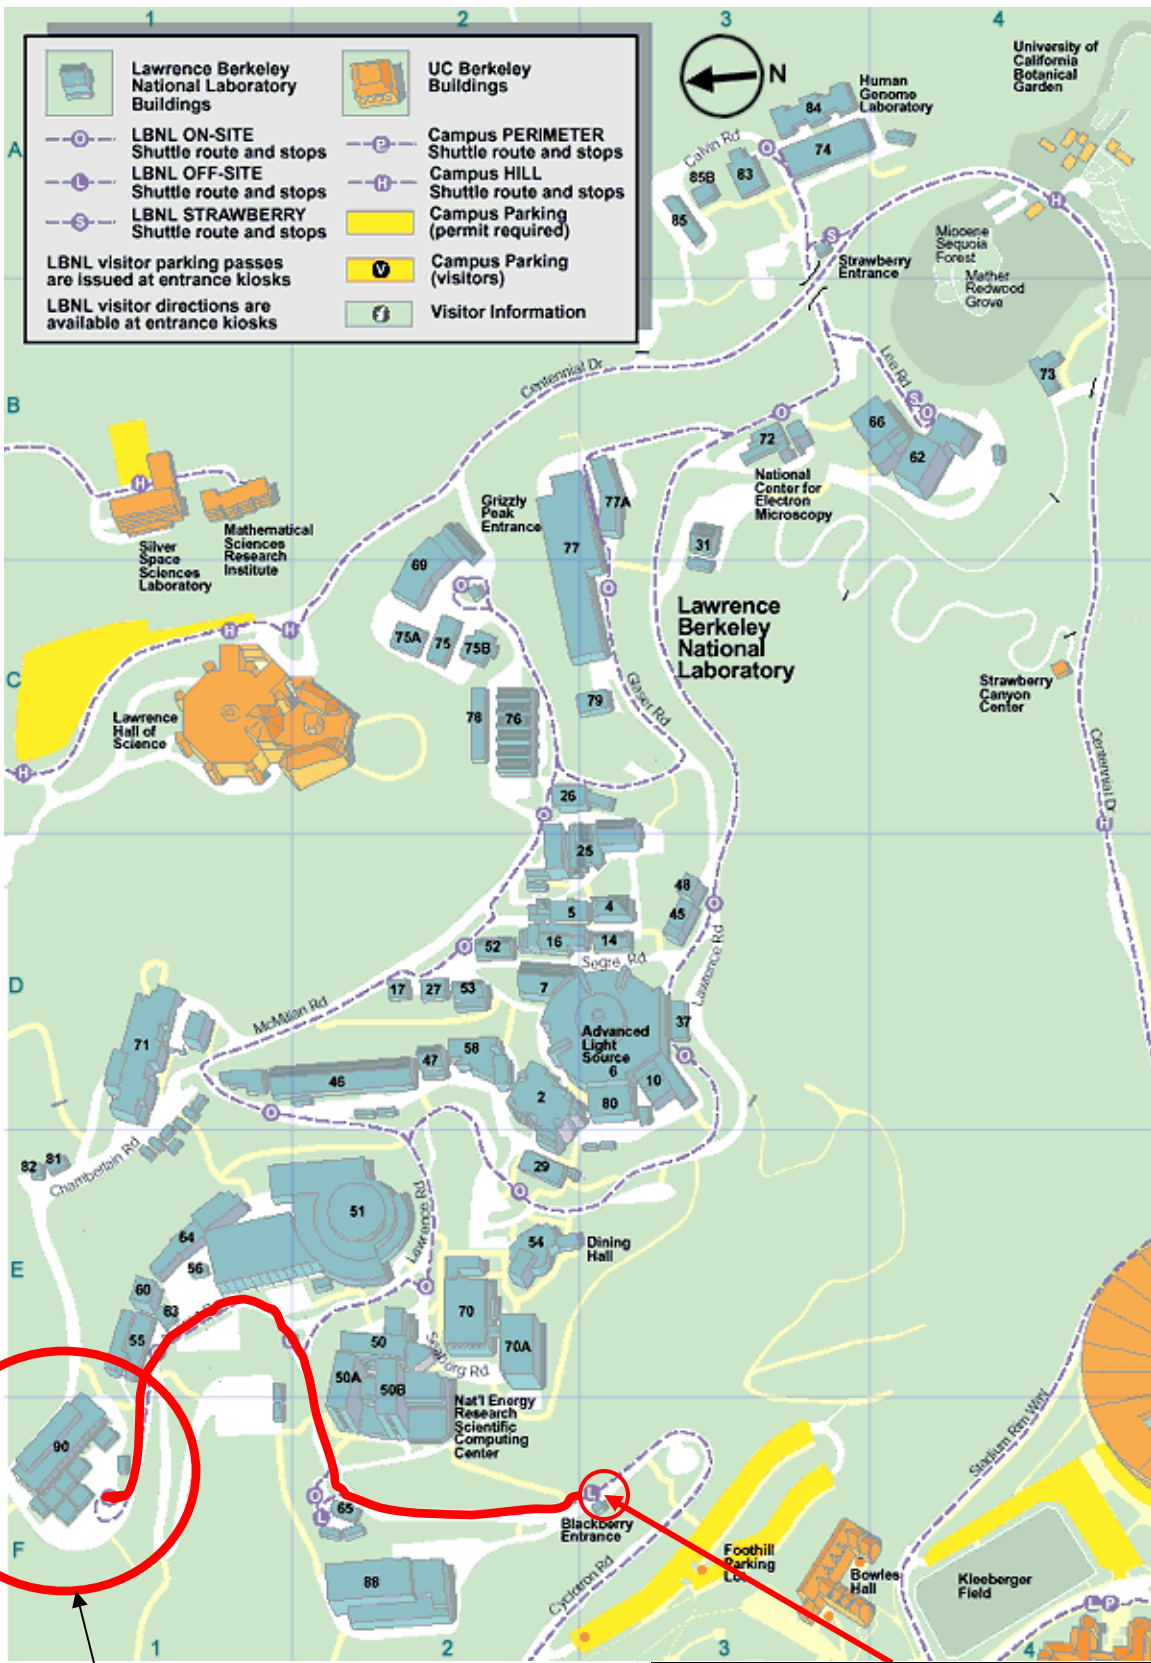 1
2
3
4
Lawrence Berkeley
National Laboratory
Buildings
UC Berkeley
Buildings
O
LBNL ON-SITE
Shuttle route and stops
P
Campus PERIMETER
Shuttle route and stops
L
LBNL OFF-SITE
Shuttle route and stops
H
Campus HILL
Shuttle route and stops
S
LBNL STRAWBERRY
Shuttle route and stops
Campus Parking
(permit required)
LBNL visitor parking passes
are issued at entrance kiosks
V
Campus Parking
(visitors)
LBNL visitor directions are
available at entrance kiosks
i
Visitor Information
N
University of
California
Botanical
Garden
Human
Genome
Laboratory
84
74
Calvin Rd
83
85B
85
A
O
H
S
Strawberry
Entrance
Miocene
Sequoia
Forest
Mather
Redwood
Grove
Centennial Dr
Lee Rd
73
B
S
O
O
66
62
72
National
Center for
Electron
Microscopy
H
Silver
Space
Sciences
Laboratory
Mathematical
Sciences
Research
Institute
Grizzly
Peak
Entrance
77A
77
31
69
O
O
75A
75
75B
Lawrence
Berkeley
National
Laboratory
H
H
C
Lawrence
Hall of
Science
H
78
76
79
Glaser Rd
Strawberry
Canyon
Center
Centennial Dr
H
26
O
25
48
45
O
5
4
16
14
52
O
Segre Rd
Lawrence Rd
D
17
27
53
7
McMillan Rd
71
Advanced
Light
Source
6
37
O
58
47
46
2
10
80
O
82
81
Chamberlain Rd
29
O
51
Lawrence Rd
64
56
54
Dining
Hall
E
60
63
55
O
70
70A
50
Seaborg Rd
50A
50B
Nat'l Energy
Research
Scientific
Computing
Center
Stadium Rim Way
90
O
L
65
L
Blackberry
Entrance
F
88
Cyclotron Rd
Foothill
Parking
Bowles
Hall
Kleeberger
Field
L
P
1
2
3
4